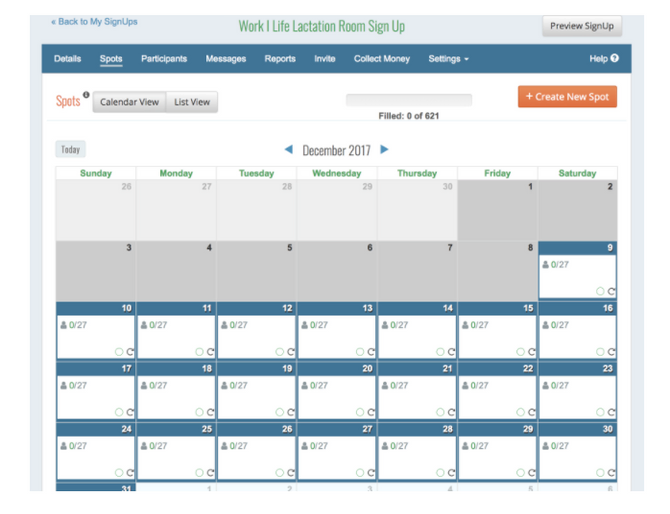 « Back to My SignUps
Work I Life Lactation Room Sign Up
Preview SignUp
Details Spots Participants Messages Reports Invite Collect Money Settings Help
Spots
Calendar View List View
Filled: 0 of 621
+ Create New Spot
Today
December 2017
Sunday Monday Tuesday Wednesday Thursday Friday Saturday
26 27 28 29 30 1 2
3 4 5 6 7 8 9
0/27
10 11 12 13 14 15 16
0/27 0/27 0/27 0/27 0/27 0/27 0/27
17 18 19 20 21 22 23
0/27 0/27 0/27 0/27 0/27 0/27 0/27
24 25 26 27 28 29 30
0/27 0/27 0/27 0/27 0/27 0/27 0/27
31 1 2 3 4 5 6